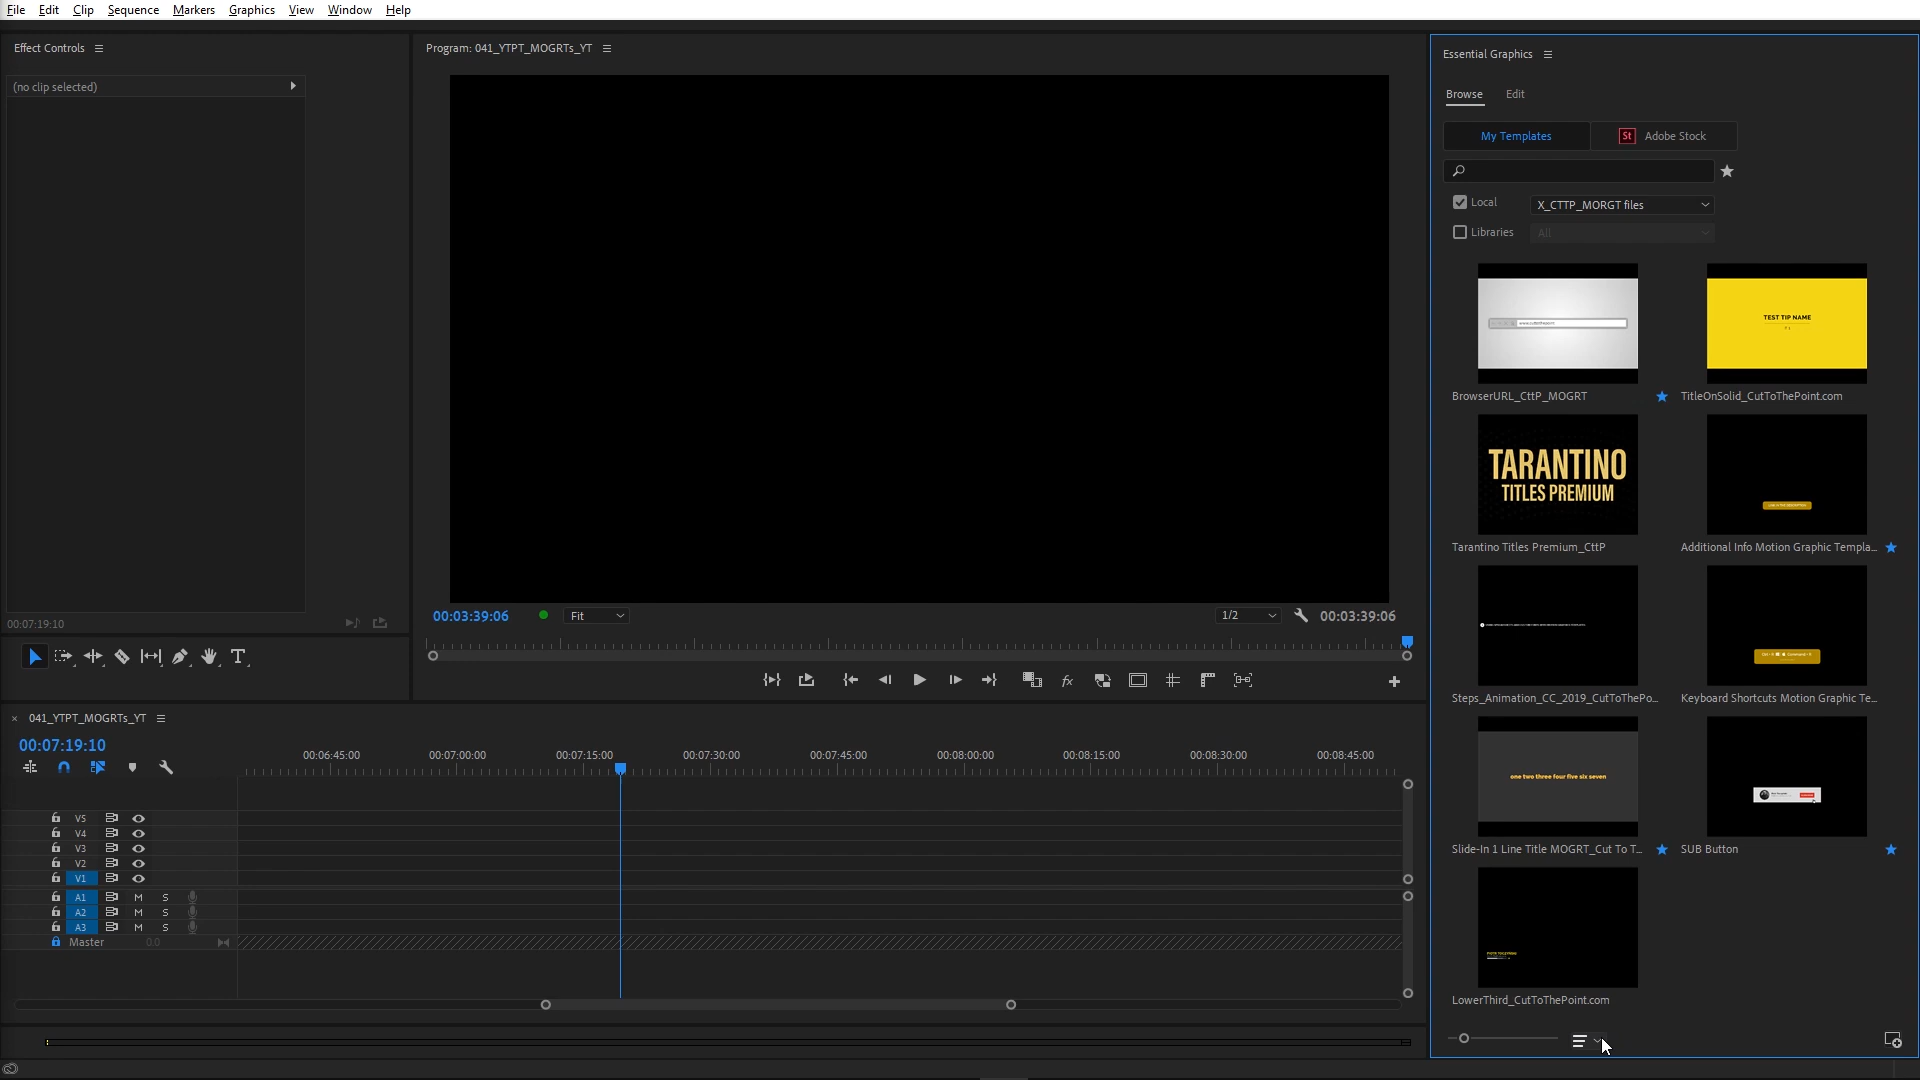 File Edit Clip Sequence Markers Graphics View Window Help
Effect Controls
(no clip selected)
00:07:19:10
Program: 041_YTPT_MOGRTs_YT
00:03:39:06
Fit
1/2
00:03:39:06
× 041_YTPT_MOGRTs_YT
00:07:19:10
00:06:45:00 00:07:00:00 00:07:15:00 00:07:30:00 00:07:45:00 00:08:00:00 00:08:15:00 00:08:30:00 00:08:45:00
V5
V4
V3
V2
V1
A1 M S
A2 M S
A3 M S
Master 0.0
Essential Graphics
Browse Edit
My Templates St Adobe Stock
Local X_CTTP_MORGT files
Libraries All
TEST TIP NAME
BrowserURL_CttP_MOGRT TitleOnSolid_CutToThePoint.com
TARANTINO
TITLES PREMIUM
Tarantino Titles Premium_CttP Additional Info Motion Graphic Templa...
Steps_Animation_CC_2019_CutToThePo... Keyboard Shortcuts Motion Graphic Te...
one two three four five six seven
Slide-In 1 Line Title MOGRT_Cut To T... SUB Button
LowerThird_CutToThePoint.com